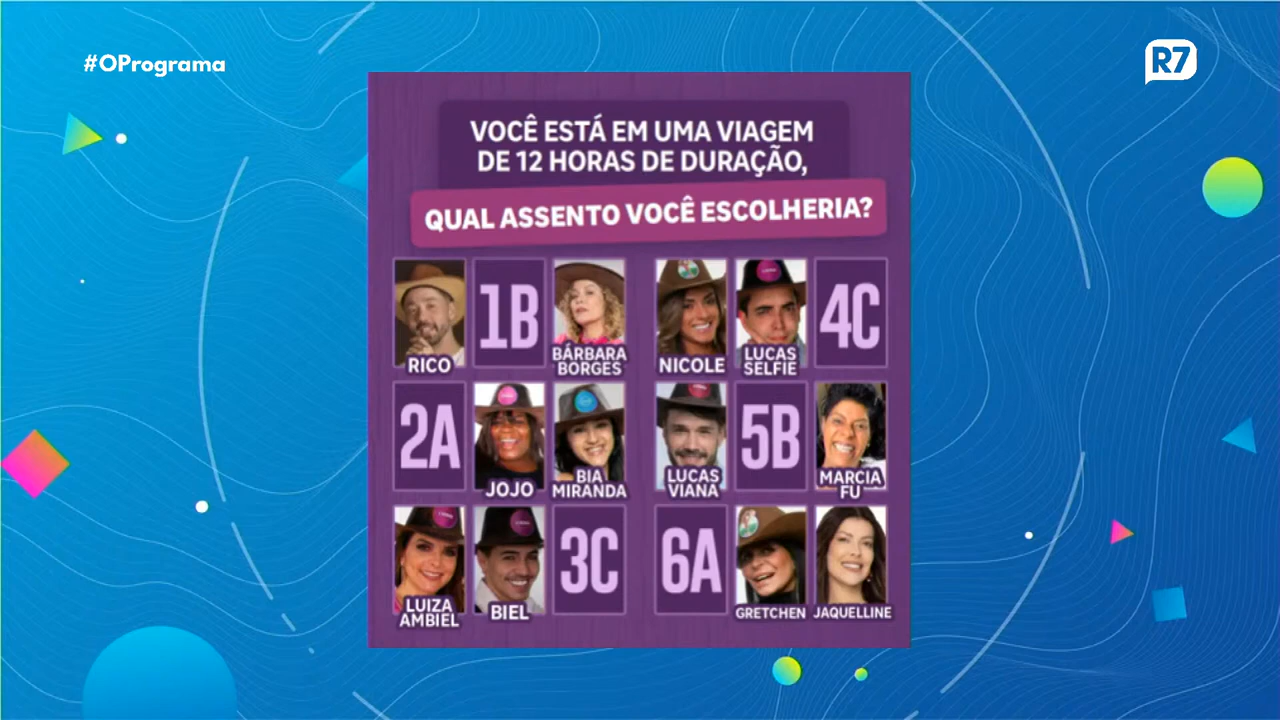 #OPrograma
R7
VOCÊ ESTÁ EM UMA VIAGEM
DE 12 HORAS DE DURAÇÃO,
QUAL ASSENTO VOCÊ ESCOLHERIA?
RICO
1B
BÁRBARA
BORGES
NICOLE
LUCAS
SELFIE
4C
2A
JOJO
BIA
MIRANDA
LUCAS
VIANA
5B
MARCIA
FU
LUIZA
AMBIEL
BIEL
3C
6A
GRETCHEN
JAQUELLINE